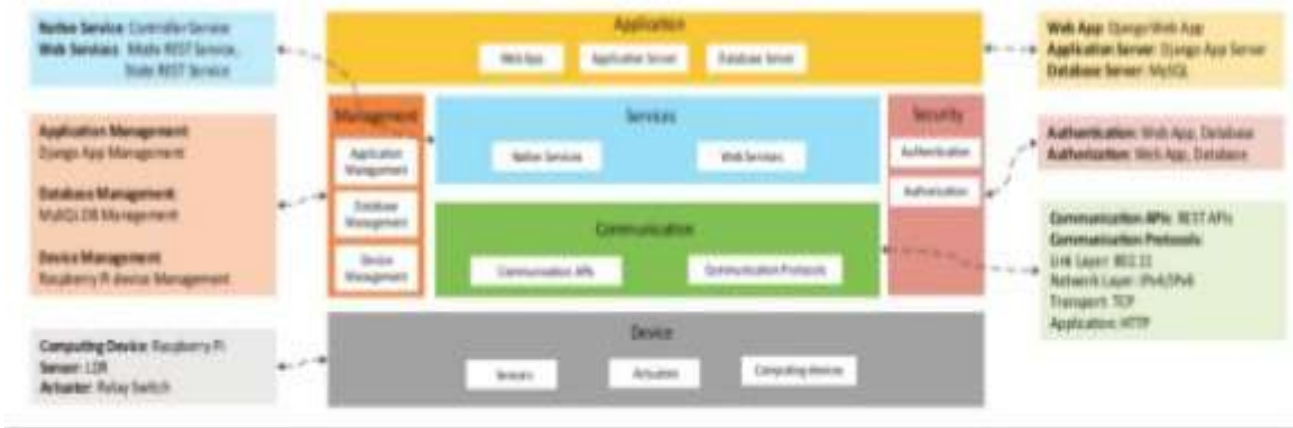 Native Service: Controller Service
Web Services: Mode REST Service,
State REST Service
Application Management:
Django App Management
Database Management:
MySQL DB Management
Device Management:
Raspberry Pi device Management
Computing Device: Raspberry Pi
Sensor: LDR
Actuator: Relay Switch
Application
Web App
Application Server
Database Server
Management
Application
Management
Database
Management
Device
Management
Services
Native Services
Web Services
Communication
Communication APIs
Communication Protocols
Security
Authentication
Authorization
Device
Sensors
Actuators
Computing devices
Web App: Django Web App
Application Server: Django App Server
Database Server: MySQL
Authentication: Web App, Database
Authorization: Web App, Database
Communication APIs: REST APIs
Communication Protocols:
Link Layer: 802.11
Network Layer: IPv4/IPv6
Transport: TCP
Application: HTTP